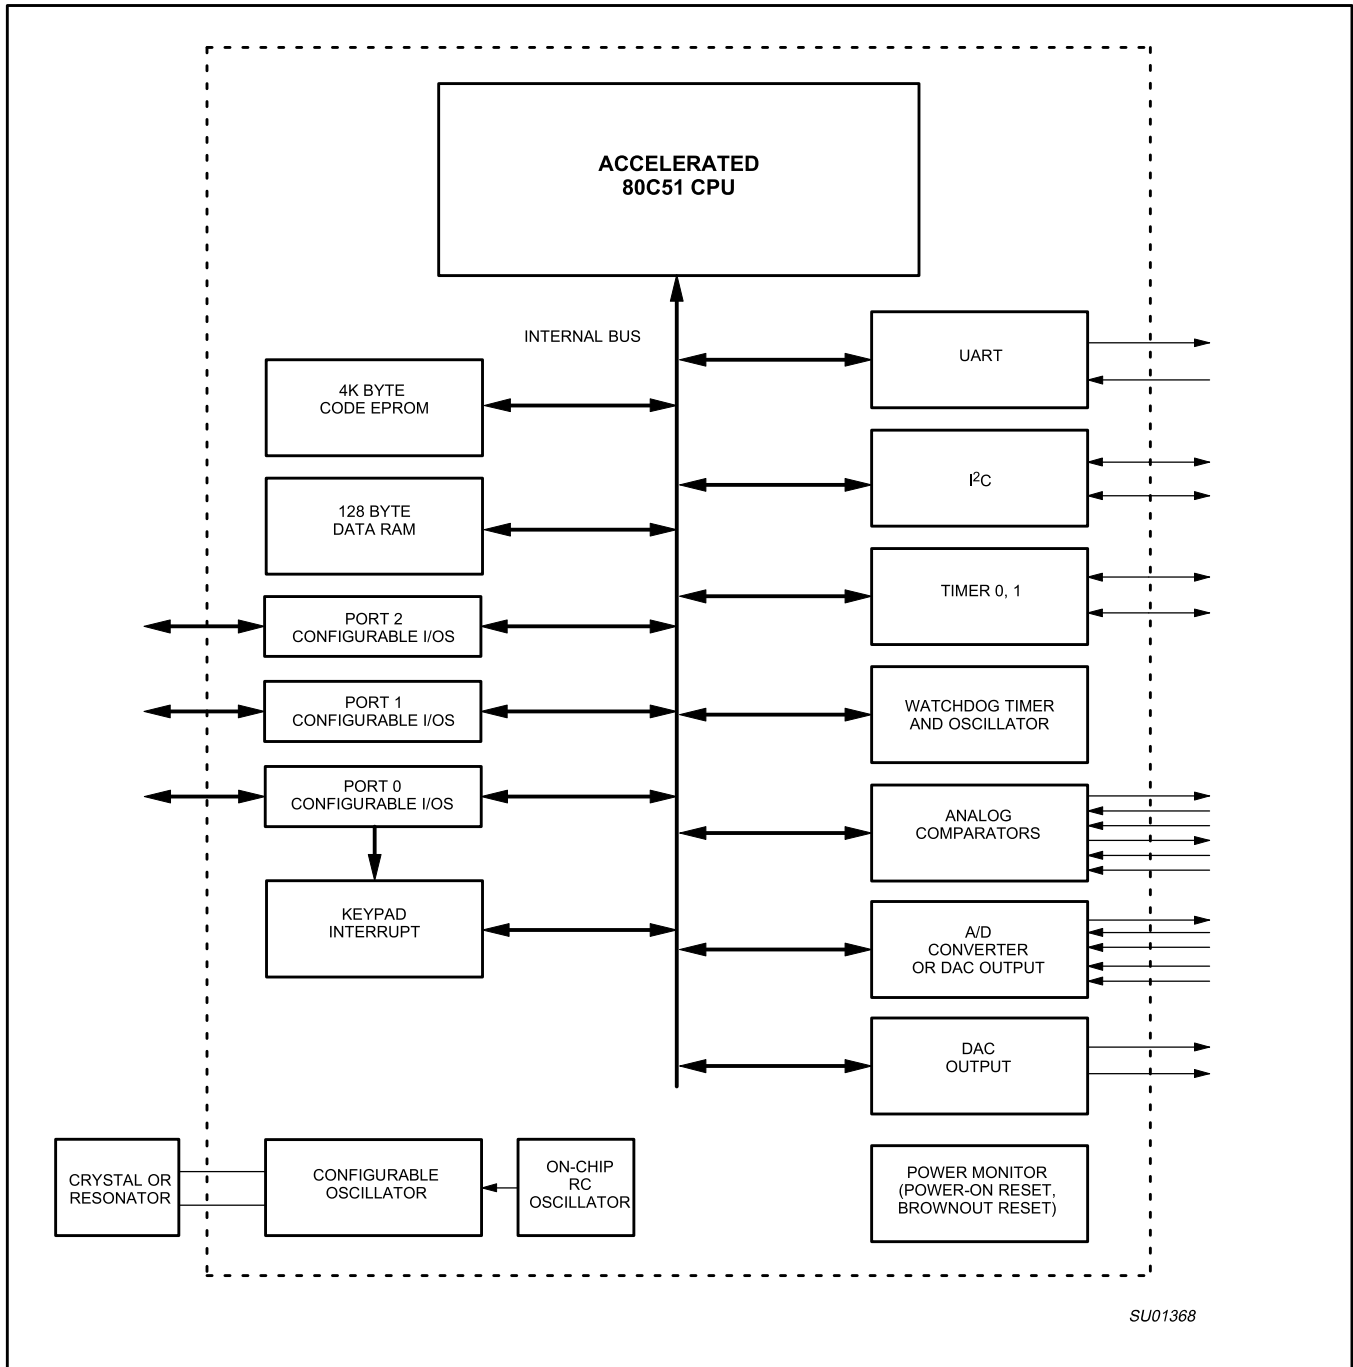 ACCELERATED
80C51 CPU
INTERNAL BUS
4K BYTE
CODE EPROM
128 BYTE
DATA RAM
PORT 2
CONFIGURABLE I/OS
PORT 1
CONFIGURABLE I/OS
PORT 0
CONFIGURABLE I/OS
KEYPAD
INTERRUPT
UART
I²C
TIMER 0, 1
WATCHDOG TIMER
AND OSCILLATOR
ANALOG
COMPARATORS
A/D
CONVERTER
OR DAC OUTPUT
DAC
OUTPUT
CRYSTAL OR
RESONATOR
CONFIGURABLE
OSCILLATOR
ON-CHIP
RC
OSCILLATOR
POWER MONITOR
(POWER-ON RESET,
BROWNOUT RESET)
SU01368